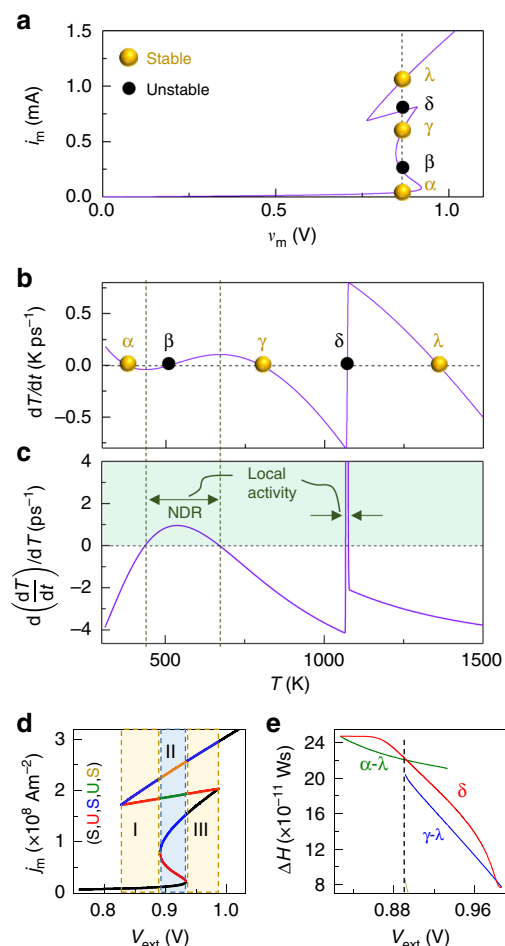 a
1.5
1.0
0.5
0.0
i_m (mA)
Stable
Unstable
λ
δ
γ
β
α
0.0
0.5
1.0
v_m (V)
b
0.5
0.0
−0.5
dT/dt (K ps⁻¹)
α
β
γ
δ
λ
c
4
2
0
−2
−4
d(dT/dt)/dT (ps⁻¹)
Local
activity
NDR
500
1000
1500
T (K)
d
3
2
1
0
j_m (×10⁸ Am⁻²)
(S,U,S,U,S)
I
II
III
0.8
0.9
1.0
V_ext (V)
e
24
20
16
12
8
ΔH (×10⁻¹¹ Ws)
α-λ
δ
γ-λ
0.88
0.96
V_ext (V)